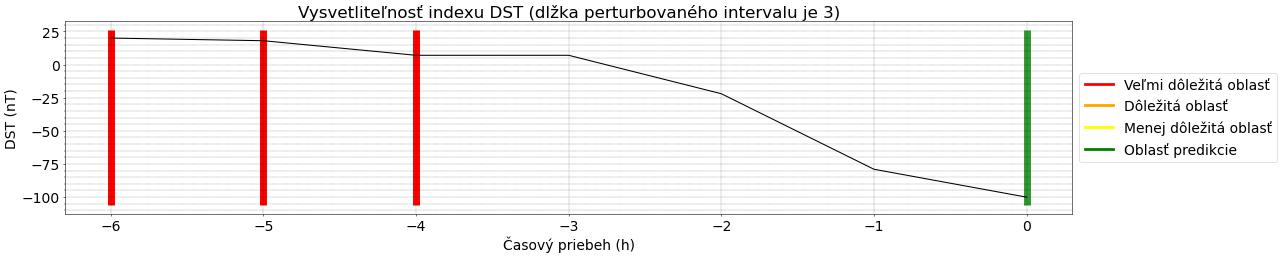 Vysvetliteľnosť indexu DST (dĺžka perturbovaného intervalu je 3)
DST (nT)
25
0
−25
−50
−75
−100
−6
−5
−4
−3
−2
−1
0
Časový priebeh (h)
Veľmi dôležitá oblasť
Dôležitá oblasť
Menej dôležitá oblasť
Oblasť predikcie